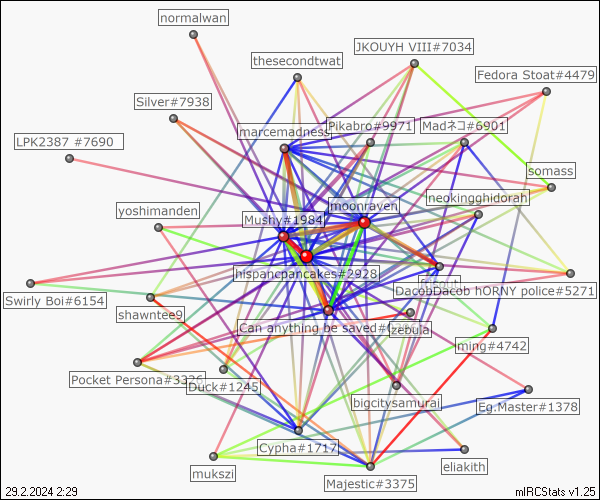 normalwan
JKOUYH VIII#7034
thesecondtwat
Fedora Stoat#4479
Silver#7938
marcemadness
Pikabro#9971
Madネコ#6901
LPK2387 #7690
somass
neokingghidorah
moonraven
yoshimanden
Mushy#1984
hispancpancakes#2928
DacobDacob hORNY police#5271
Swirly Boi#6154
shawntee9
Can anything be saved
zebula
ming#4742
Pocket Persona#3326
Duck#1245
bigcitysamurai
Eg.Master#1378
Cypha#1717
eliakith
mukszi
Majestic#3375
29.2.2024 2:29
mIRCStats v1.25